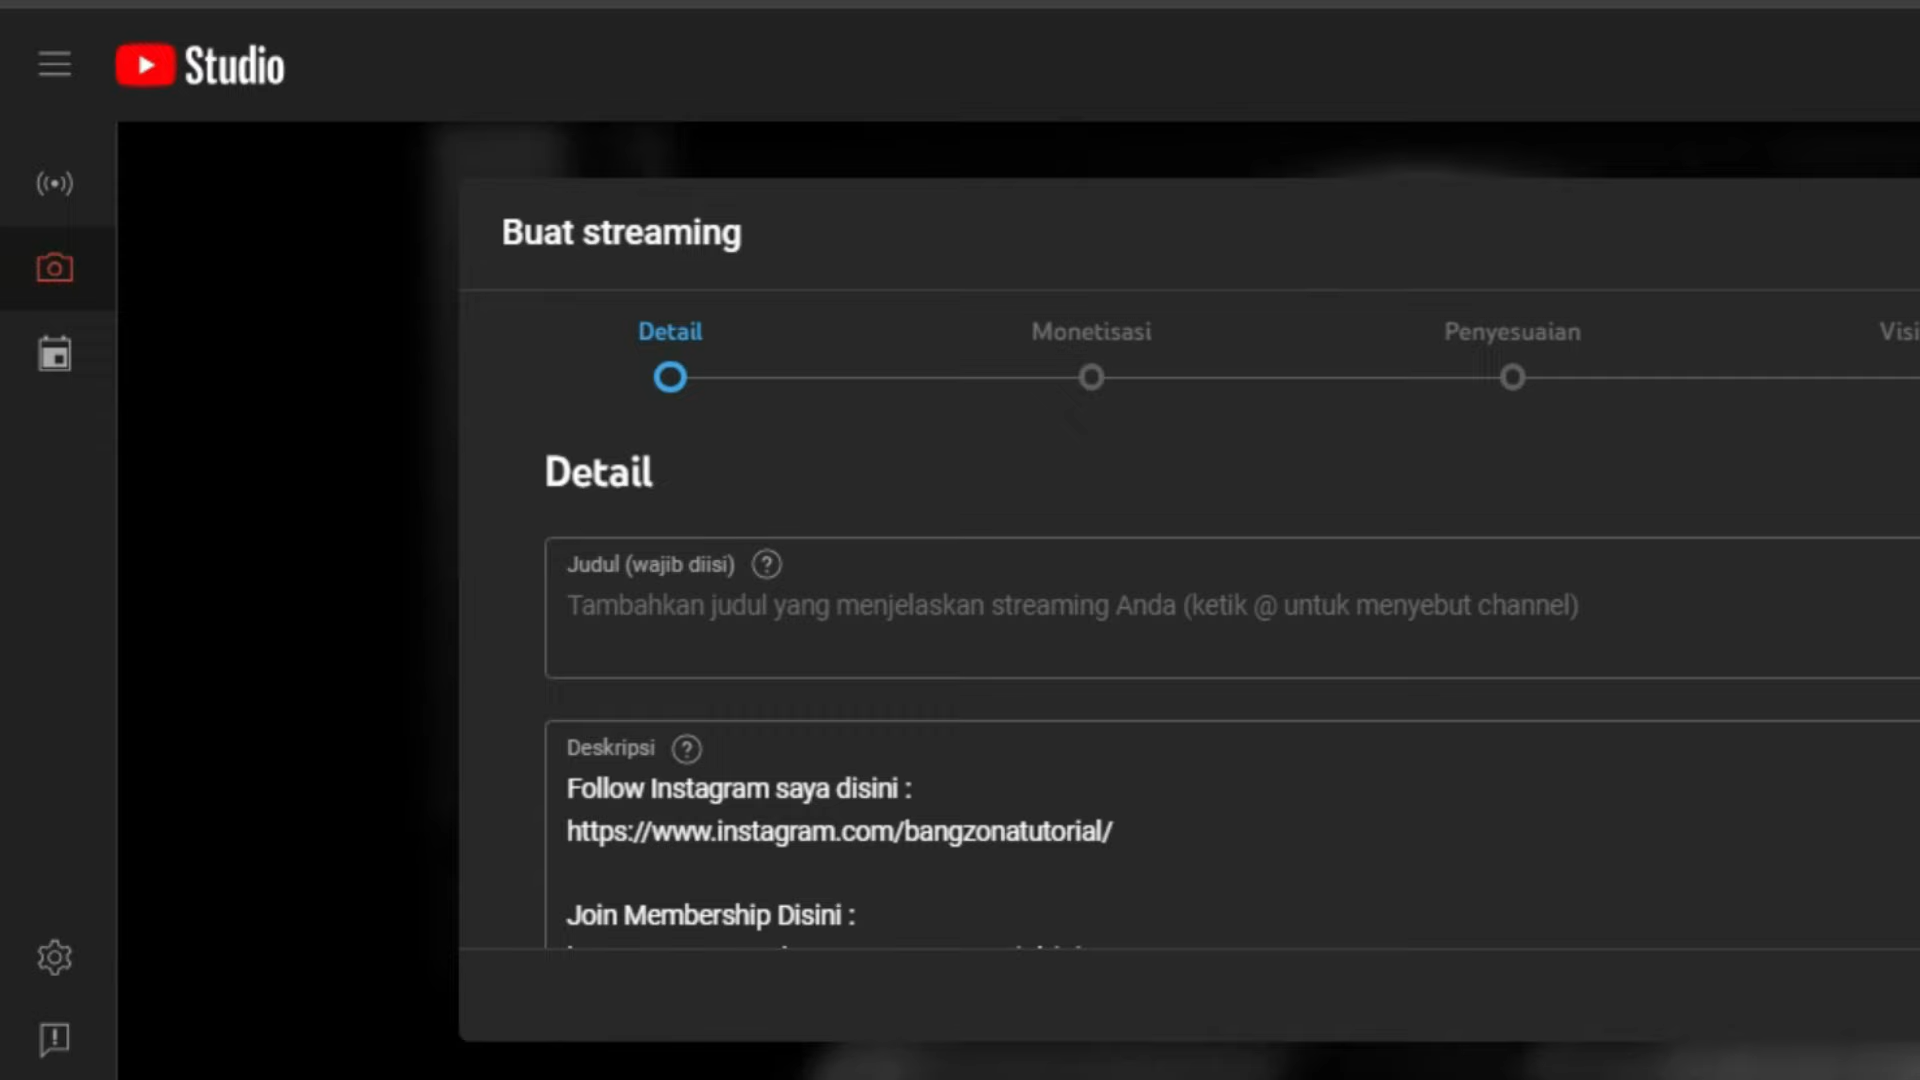 Studio
Buat streaming
Detail
Monetisasi
Penyesuaian
Visi
Detail
Judul (wajib diisi)
Tambahkan judul yang menjelaskan streaming Anda (ketik @ untuk menyebut channel)
Deskripsi
Follow Instagram saya disini :
https://www.instagram.com/bangzonatutorial/
Join Membership Disini :